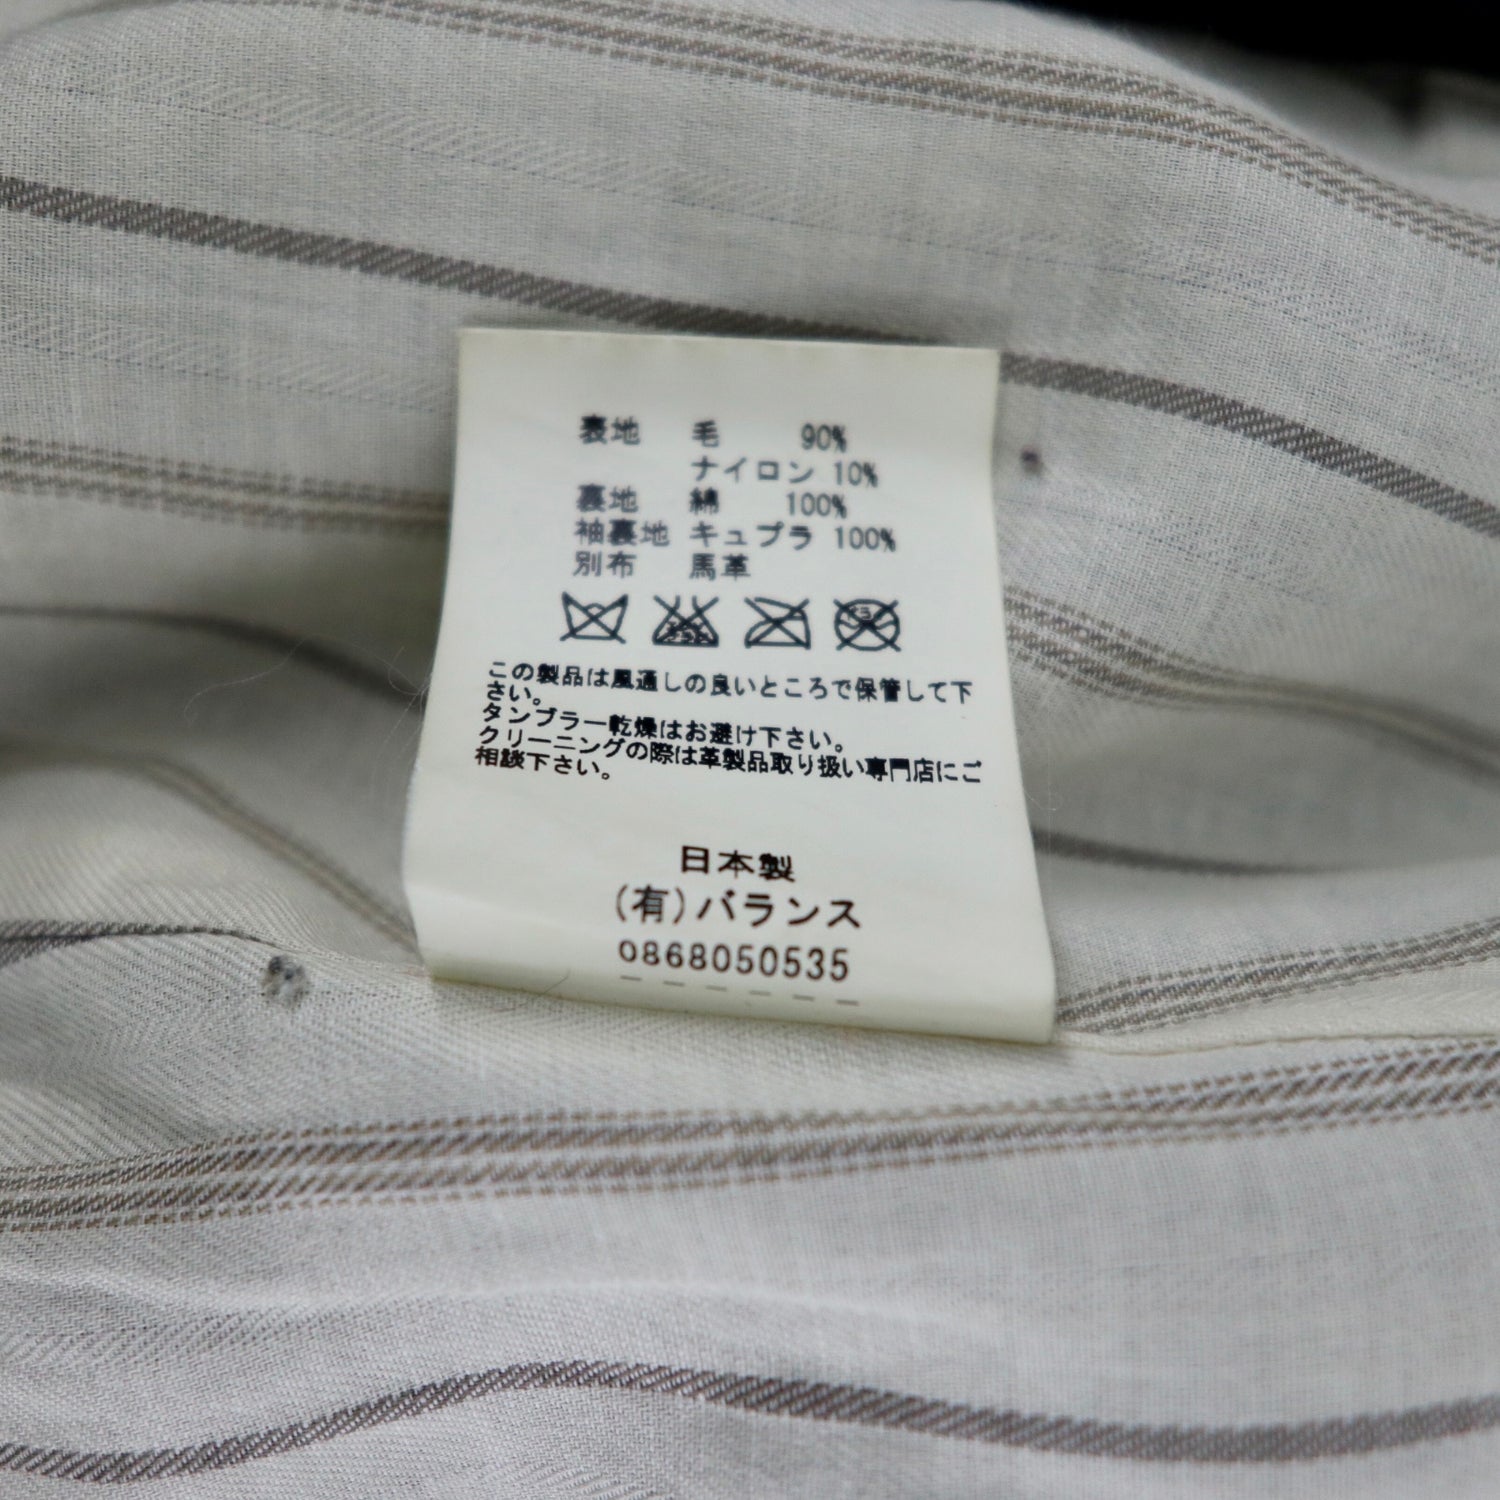 表地 毛 90%
ナイロン 10%
裏地 綿 100%
袖裏地 キュプラ 100%
別布 馬革
この製品は風通しの良いところで保管して下
さい。
タンブラー乾燥はお避け下さい。
クリーニングの際は革製品取り扱い専門店にご
相談下さい。
日本製
(有)バランス
0868050535